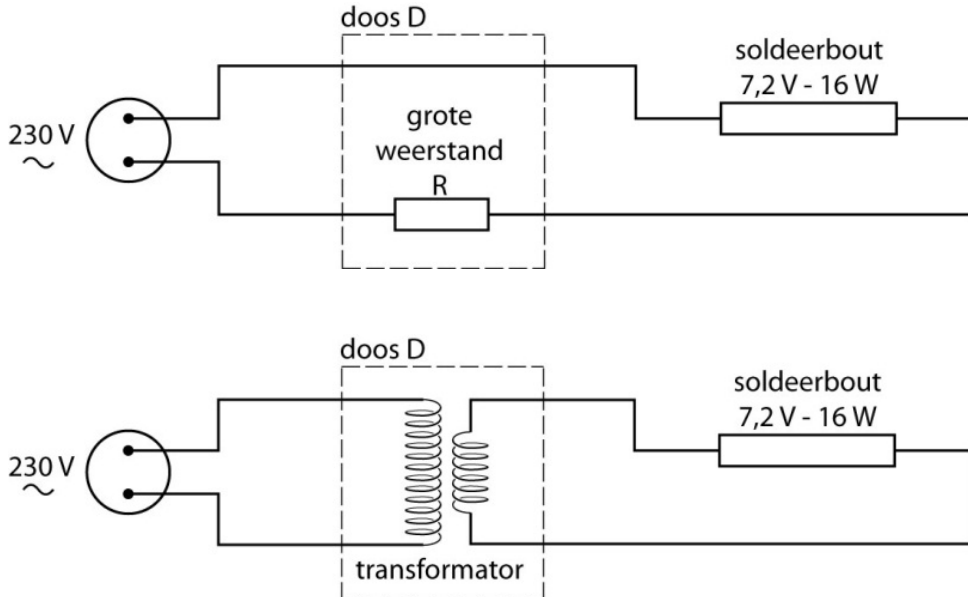 doos D
soldeerbout
7,2 V - 16 W
230 V
∼
grote
weerstand
R
doos D
soldeerbout
7,2 V - 16 W
230 V
∼
transformator